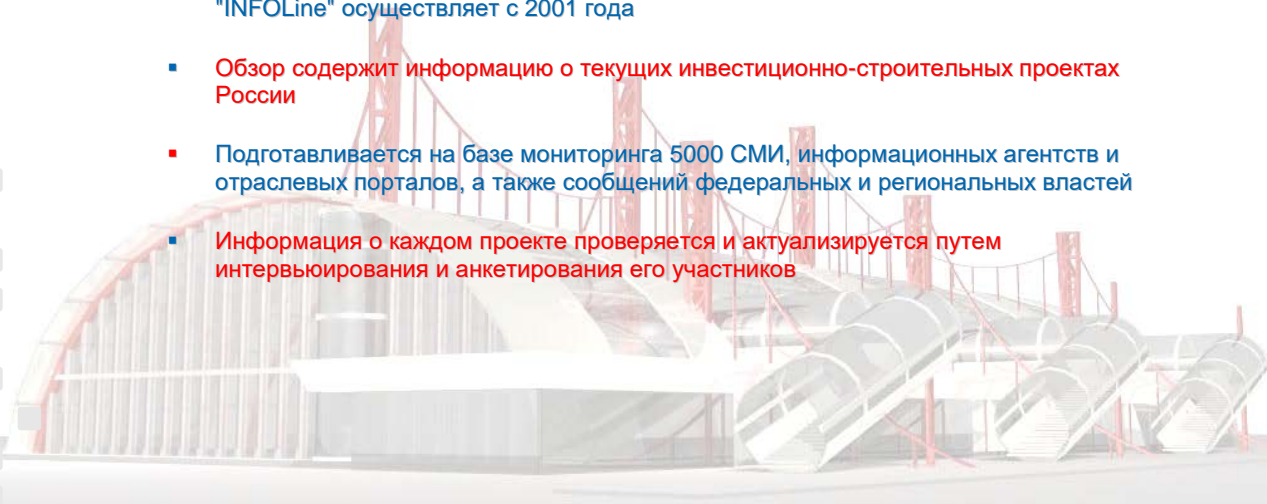 "INFOLine" осуществляет с 2001 года
Обзор содержит информацию о текущих инвестиционно-строительных проектах
России
Подготавливается на базе мониторинга 5000 СМИ, информационных агентств и
отраслевых порталов, а также сообщений федеральных и региональных властей
Информация о каждом проекте проверяется и актуализируется путем
интервьюирования и анкетирования его участников